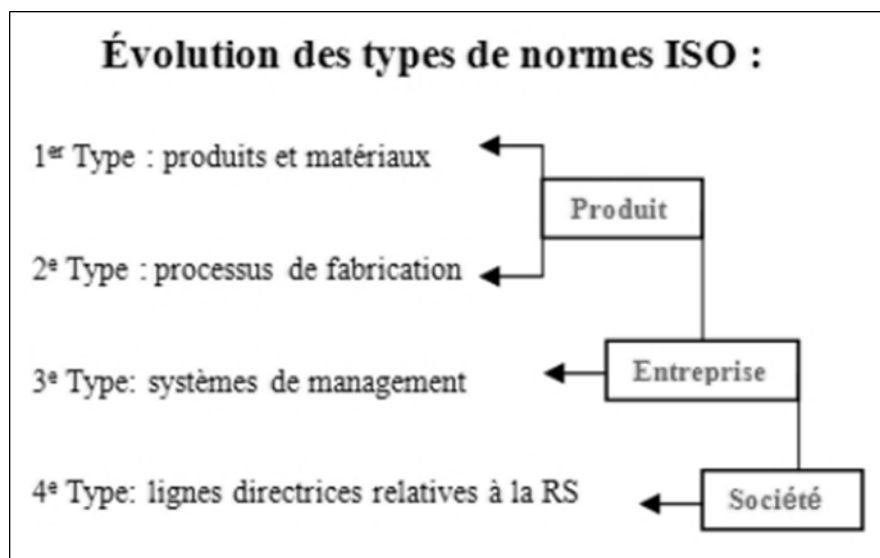 Évolution des types de normes ISO :
1er Type : produits et matériaux
Produit
2e Type : processus de fabrication
3e Type: systèmes de management
Entreprise
4e Type: lignes directrices relatives à la RS
Société